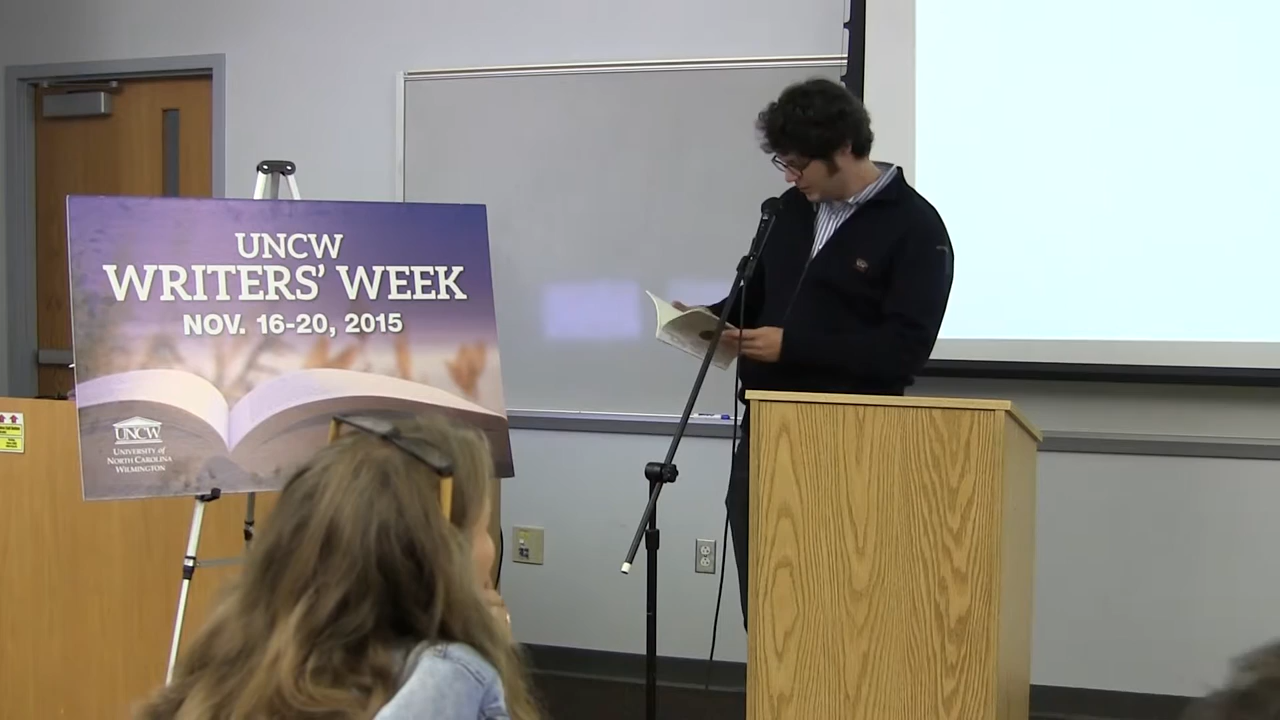 UNCW
WRITERS' WEEK
NOV. 16-20, 2015
UNCW
UNIVERSITY of
NORTH CAROLINA
WILMINGTON